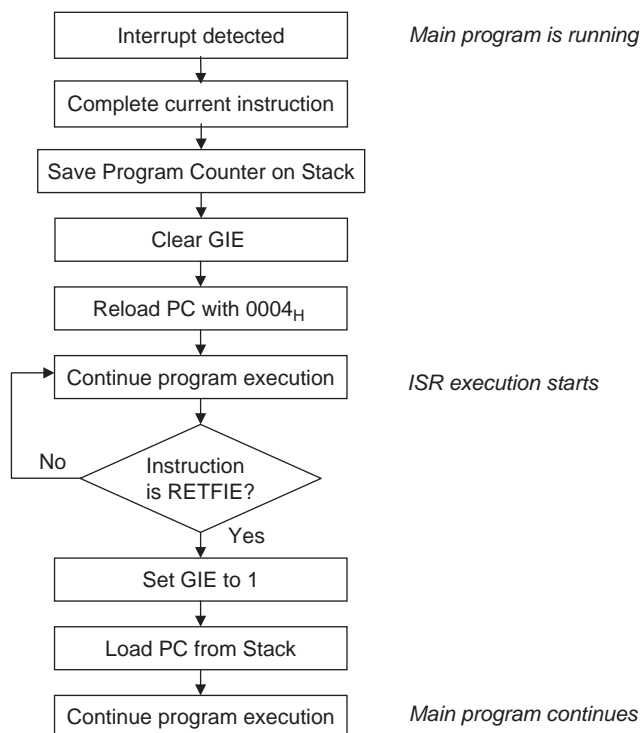 Interrupt detected
Main program is running
Complete current instruction
Save Program Counter on Stack
Clear GIE
Reload PC with 0004H
Continue program execution
ISR execution starts
No
Instruction
is RETFIE?
Yes
Set GIE to 1
Load PC from Stack
Continue program execution
Main program continues